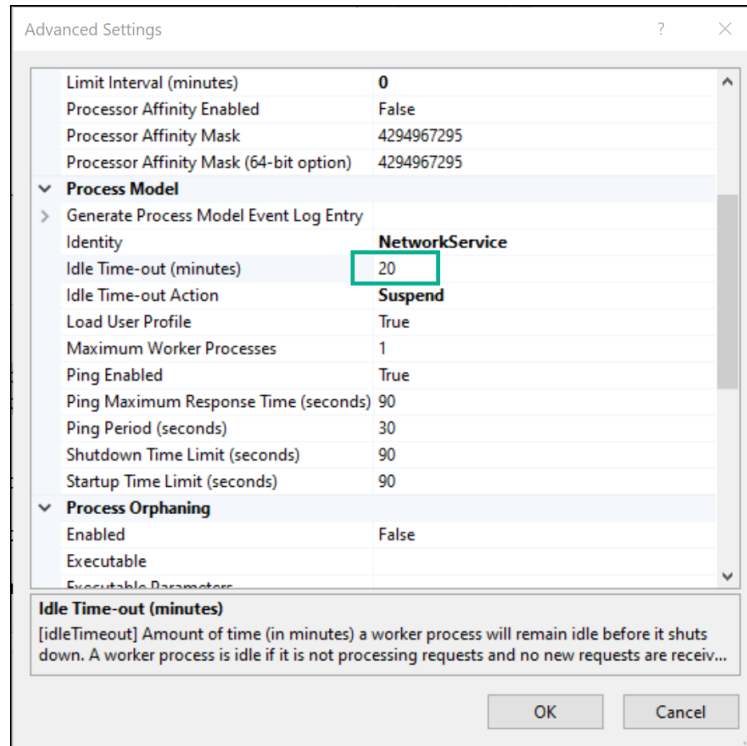 Advanced Settings ?
Limit Interval (minutes) 0
Processor Affinity Enabled False
Processor Affinity Mask 4294967295
Processor Affinity Mask (64-bit option) 4294967295
Process Model
Generate Process Model Event Log Entry
Identity NetworkService
Idle Time-out (minutes) 20
Idle Time-out Action Suspend
Load User Profile True
Maximum Worker Processes 1
Ping Enabled True
Ping Maximum Response Time (seconds) 90
Ping Period (seconds) 30
Shutdown Time Limit (seconds) 90
Startup Time Limit (seconds) 90
Process Orphaning
Enabled False
Executable
Executable Parameters
Idle Time-out (minutes)
[idleTimeout] Amount of time (in minutes) a worker process will remain idle before it shuts
down. A worker process is idle if it is not processing requests and no new requests are receiv...
OK Cancel